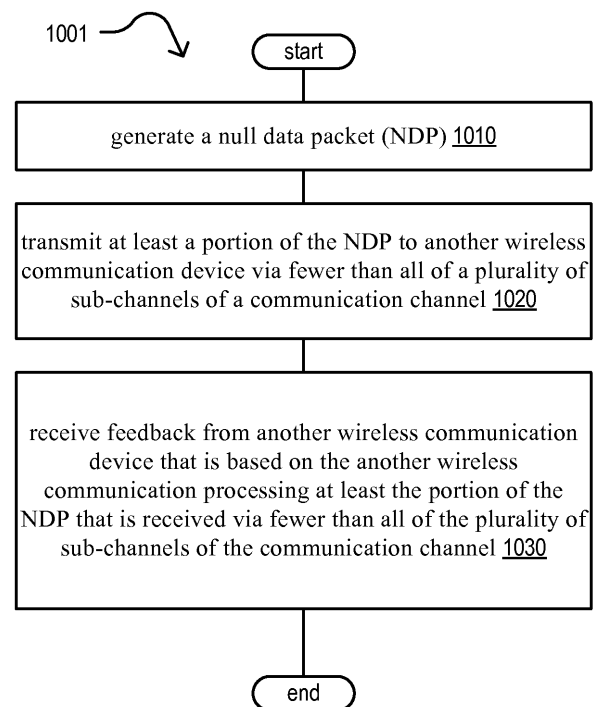 1001
start
generate a null data packet (NDP) 1010
transmit at least a portion of the NDP to another wireless
communication device via fewer than all of a plurality of
sub-channels of a communication channel 1020
receive feedback from another wireless communication
device that is based on the another wireless
communication processing at least the portion of the
NDP that is received via fewer than all of the plurality of
sub-channels of the communication channel 1030
end